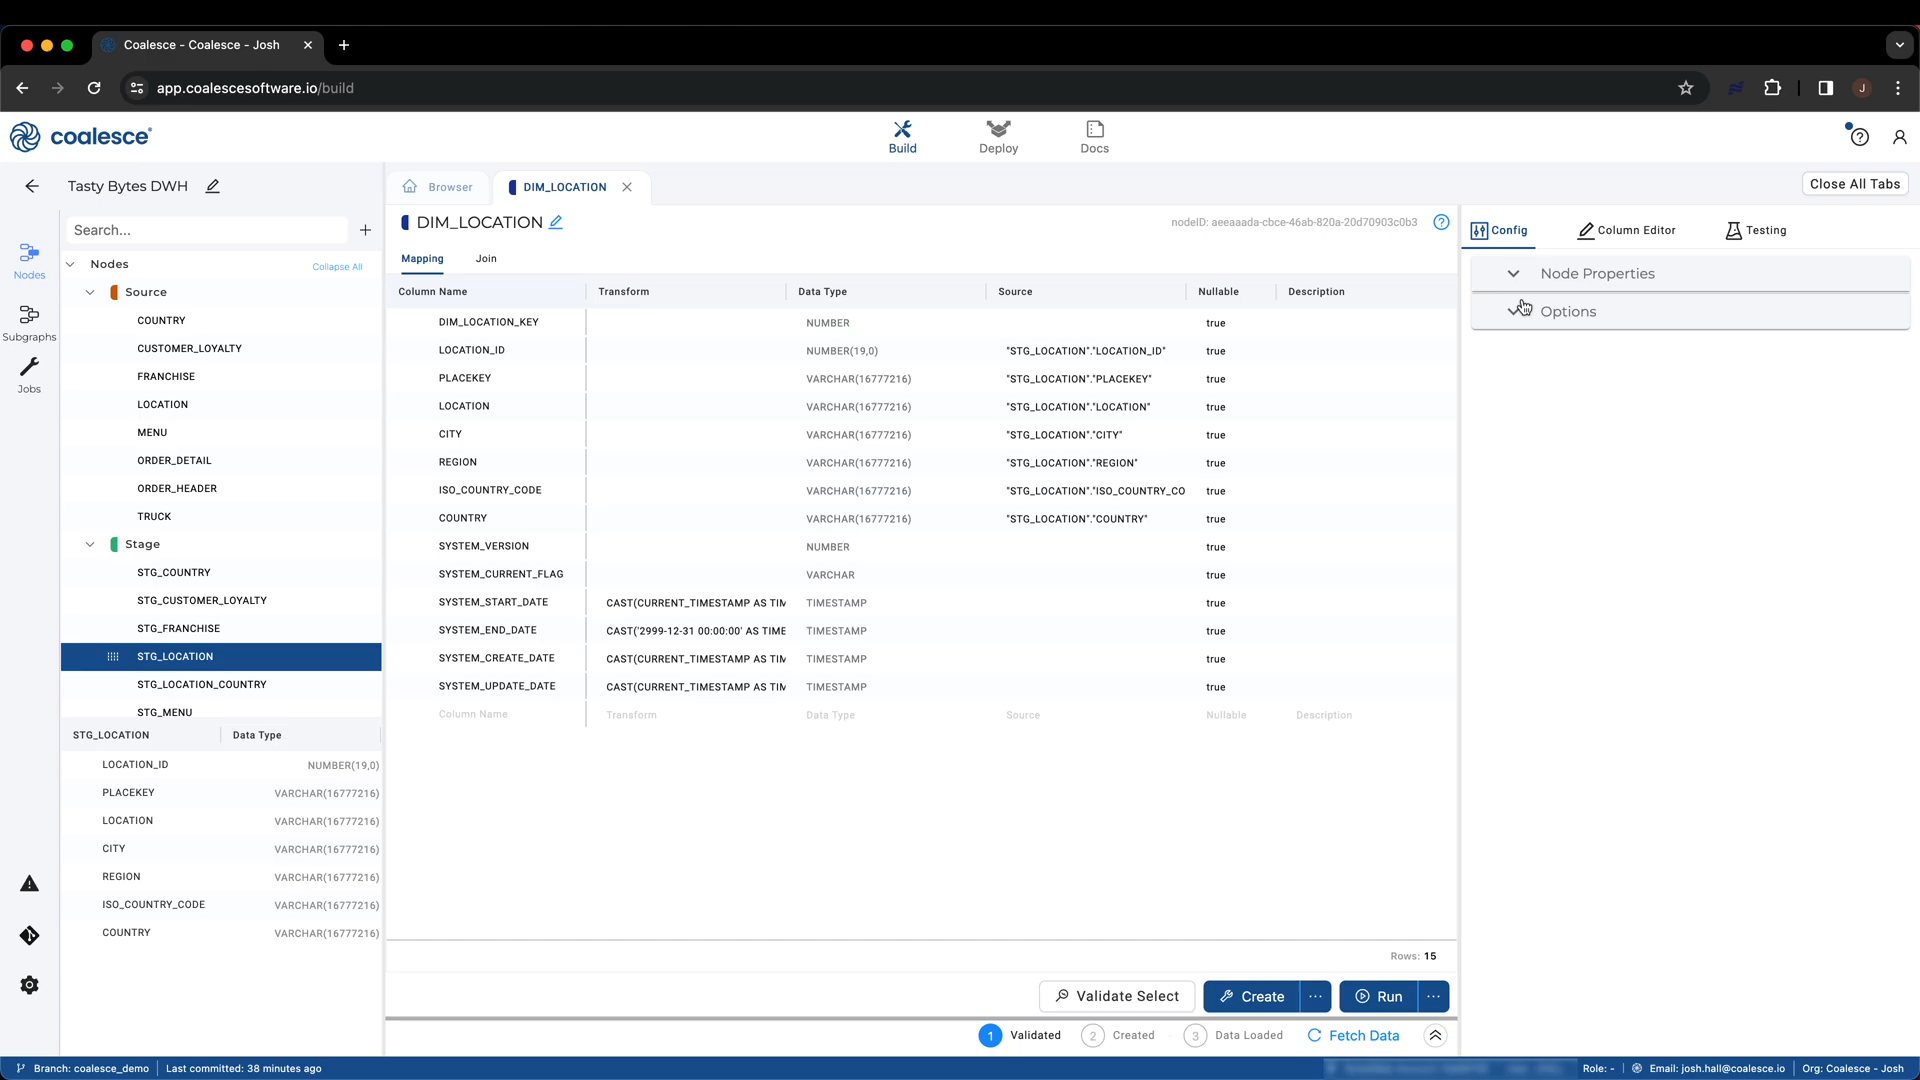 Coalesce - Coalesce - Josh
app.coalescesoftware.io/build
J
coalesce
Build
Deploy
Docs
Tasty Bytes DWH
Browser
DIM_LOCATION
Close All Tabs
Search...
Nodes
Subgraphs
Jobs
Nodes
Collapse All
Source
COUNTRY
CUSTOMER_LOYALTY
FRANCHISE
LOCATION
MENU
ORDER_DETAIL
ORDER_HEADER
TRUCK
Stage
STG_COUNTRY
STG_CUSTOMER_LOYALTY
STG_FRANCHISE
STG_LOCATION
STG_LOCATION_COUNTRY
STG_MENU
STG_LOCATION Data Type
LOCATION_ID NUMBER(19,0)
PLACEKEY VARCHAR(16777216)
LOCATION VARCHAR(16777216)
CITY VARCHAR(16777216)
REGION VARCHAR(16777216)
ISO_COUNTRY_CODE VARCHAR(16777216)
COUNTRY VARCHAR(16777216)
DIM_LOCATION
nodeID: aeeaaada-cbce-46ab-820a-20d70903c0b3
Mapping Join
Column Name Transform Data Type Source Nullable Description
DIM_LOCATION_KEY NUMBER true
LOCATION_ID NUMBER(19,0) "STG_LOCATION"."LOCATION_ID" true
PLACEKEY VARCHAR(16777216) "STG_LOCATION"."PLACEKEY" true
LOCATION VARCHAR(16777216) "STG_LOCATION"."LOCATION" true
CITY VARCHAR(16777216) "STG_LOCATION"."CITY" true
REGION VARCHAR(16777216) "STG_LOCATION"."REGION" true
ISO_COUNTRY_CODE VARCHAR(16777216) "STG_LOCATION"."ISO_COUNTRY_CO true
COUNTRY VARCHAR(16777216) "STG_LOCATION"."COUNTRY" true
SYSTEM_VERSION NUMBER true
SYSTEM_CURRENT_FLAG VARCHAR true
SYSTEM_START_DATE CAST(CURRENT_TIMESTAMP AS TIM TIMESTAMP true
SYSTEM_END_DATE CAST('2999-12-31 00:00:00' AS TIME TIMESTAMP true
SYSTEM_CREATE_DATE CAST(CURRENT_TIMESTAMP AS TIM TIMESTAMP true
SYSTEM_UPDATE_DATE CAST(CURRENT_TIMESTAMP AS TIM TIMESTAMP true
Column Name Transform Data Type Source Nullable Description
Rows: 15
Validate Select Create Run
1 Validated 2 Created 3 Data Loaded Fetch Data
Config Column Editor Testing
Node Properties
Options
Branch: coalesce_demo Last committed: 38 minutes ago Role: - Email: josh.hall@coalesce.io Org: Coalesce - Josh